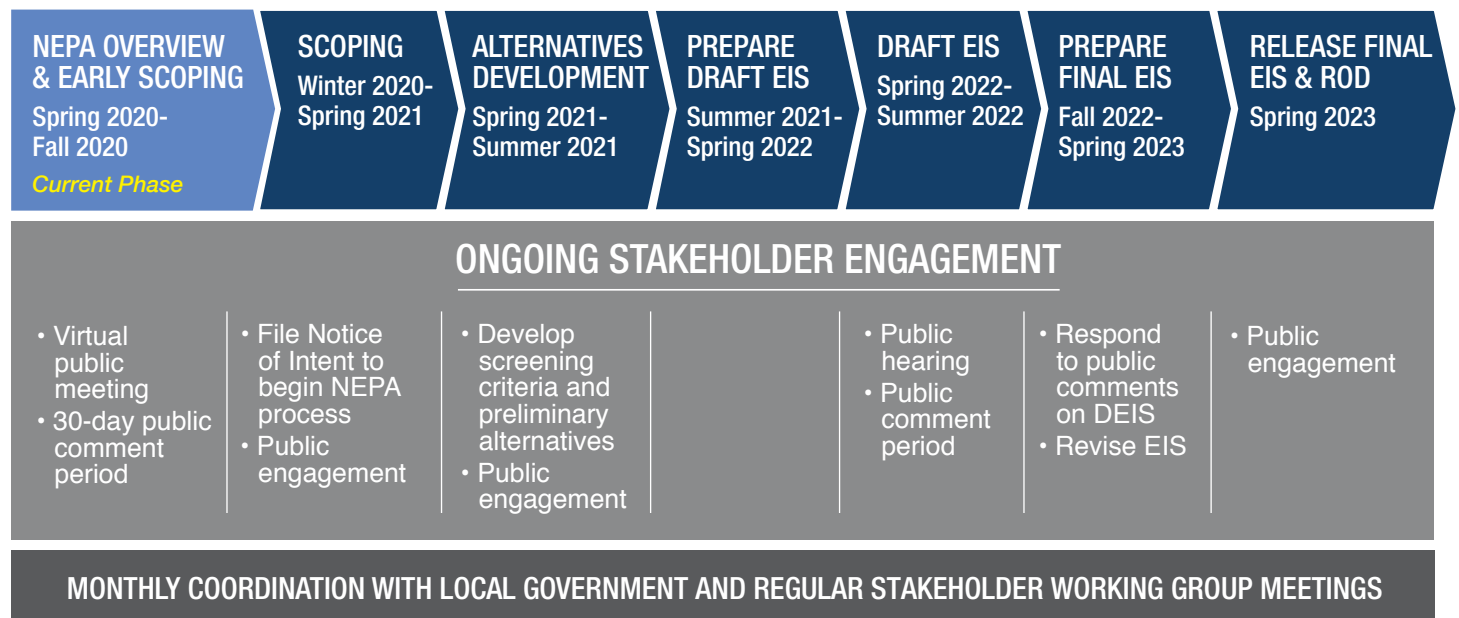 NEPA OVERVIEW
& EARLY SCOPING
Spring 2020-
Fall 2020
Current Phase
SCOPING
Winter 2020-
Spring 2021
ALTERNATIVES
DEVELOPMENT
Spring 2021-
Summer 2021
PREPARE
DRAFT EIS
Summer 2021-
Spring 2022
DRAFT EIS
Spring 2022-
Summer 2022
PREPARE
FINAL EIS
Fall 2022-
Spring 2023
RELEASE FINAL
EIS & ROD
Spring 2023
ONGOING STAKEHOLDER ENGAGEMENT
• Virtual
public
meeting
• 30-day public
comment
period
• File Notice
of Intent to
begin NEPA
process
• Public
engagement
• Develop
screening
criteria and
preliminary
alternatives
• Public
engagement
• Public
hearing
• Public
comment
period
• Respond
to public
comments
on DEIS
• Revise EIS
• Public
engagement
MONTHLY COORDINATION WITH LOCAL GOVERNMENT AND REGULAR STAKEHOLDER WORKING GROUP MEETINGS